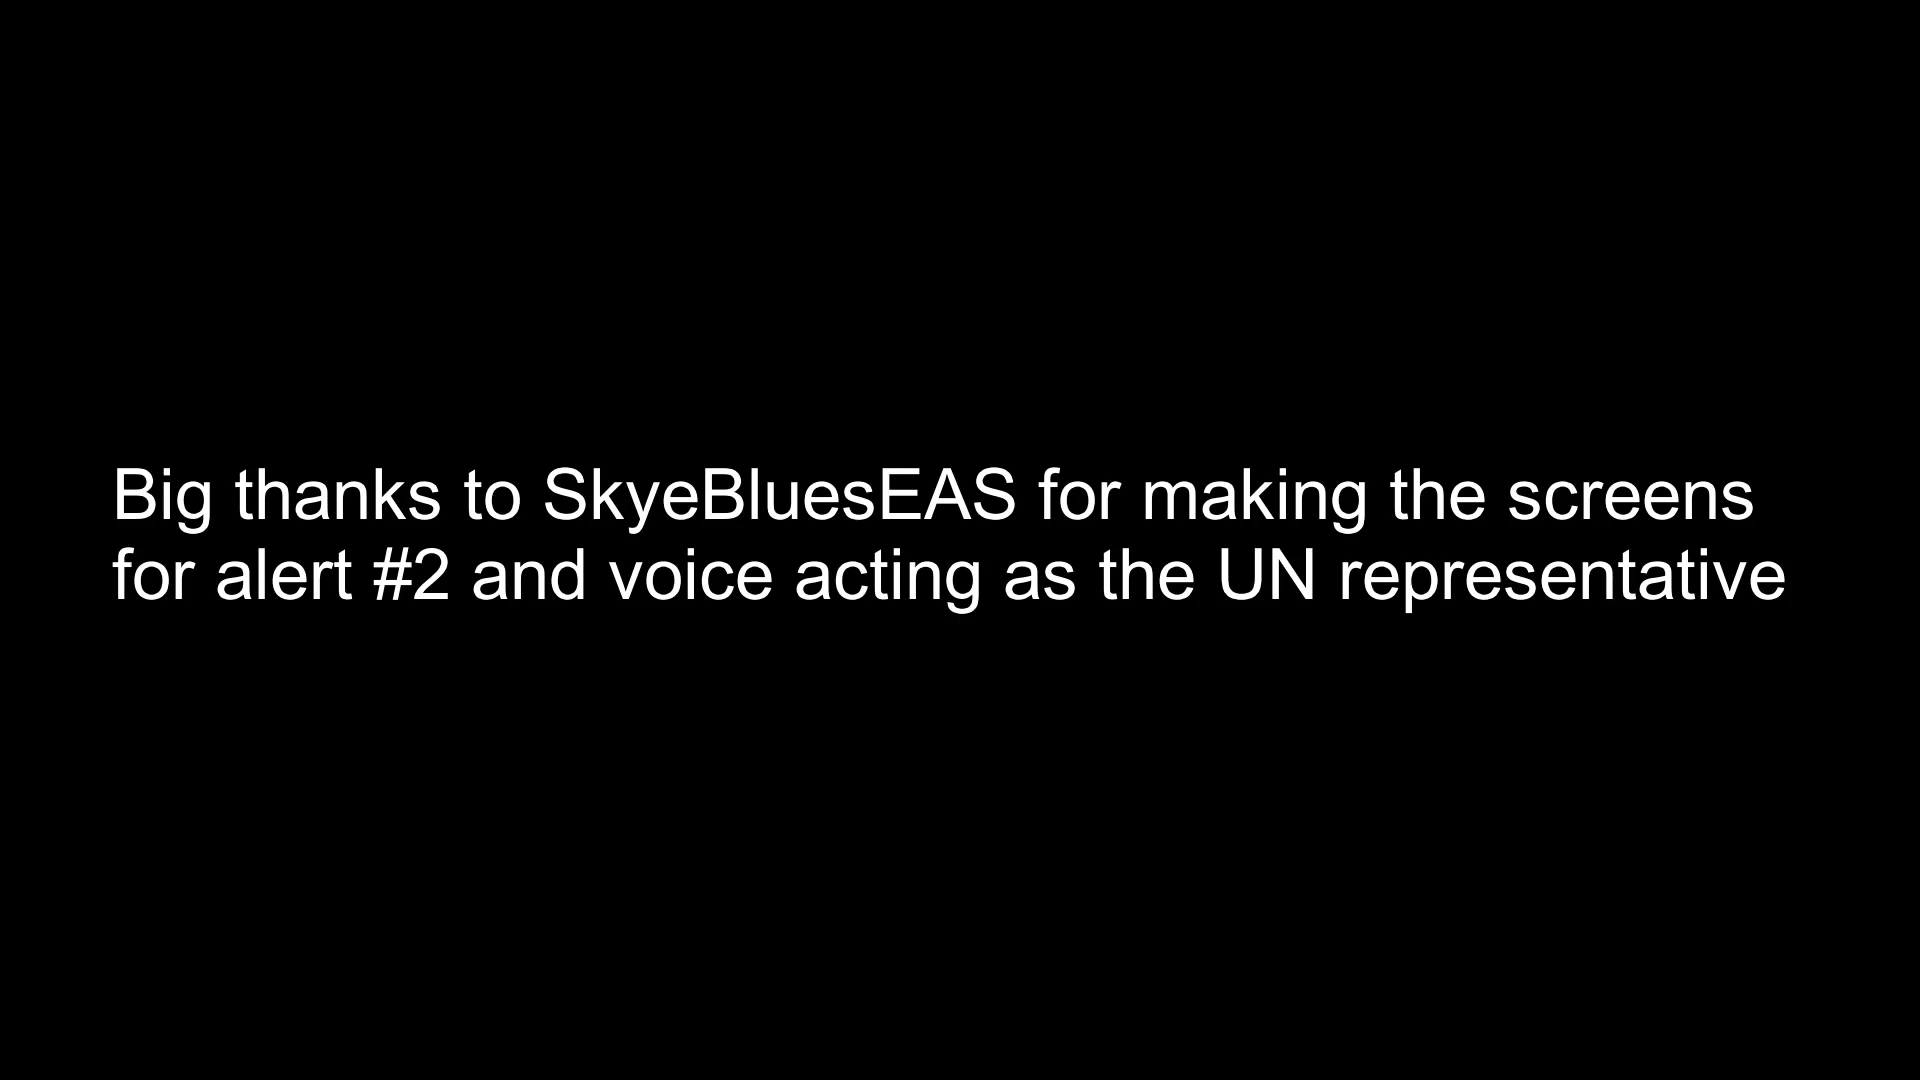 Big thanks to SkyeBluesEAS for making the screens
for alert #2 and voice acting as the UN representative